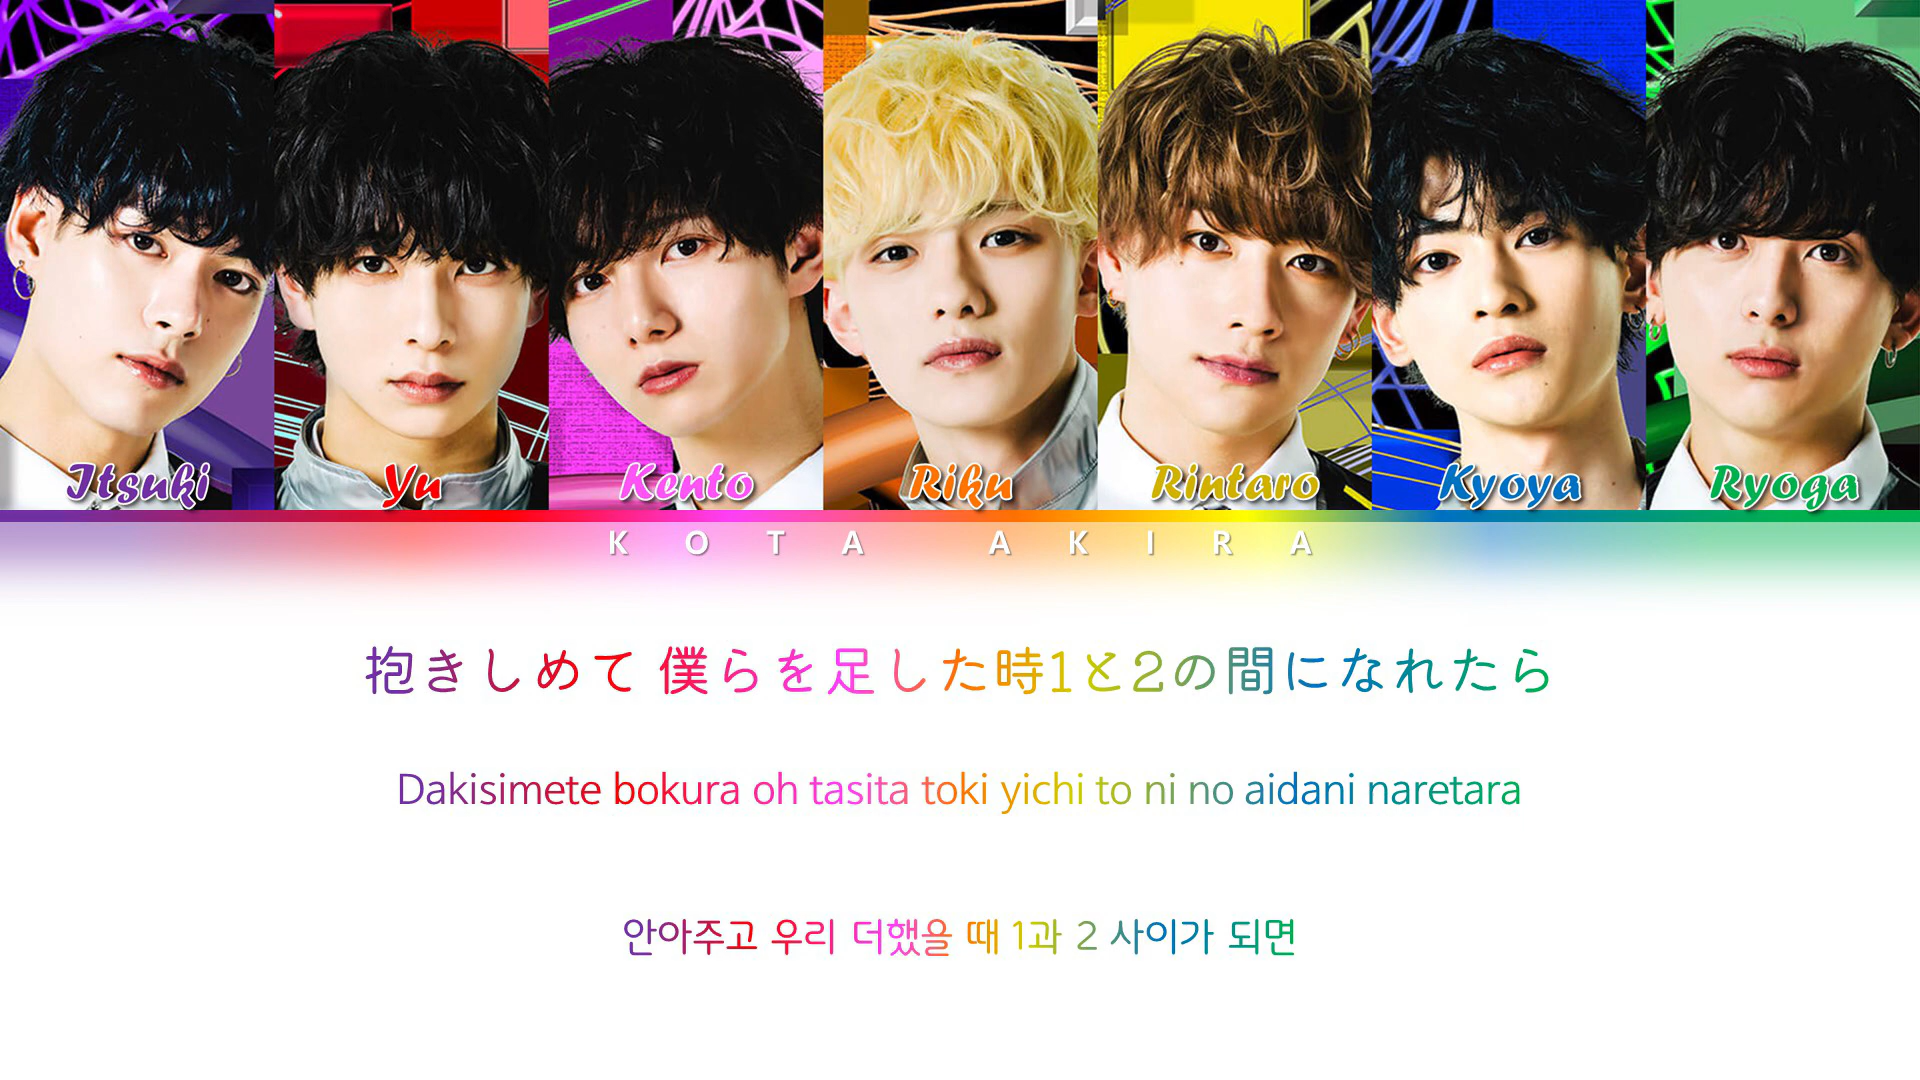 Itsuki Yu Kento Riku Rintaro Kyoya Ryoga
KOTA AKIRA
抱きしめて 僕らを足した時1と2の間になれたら
Dakisimete bokura oh tasita toki yichi to ni no aidani naretara
안아주고 우리 더했을 때 1과 2 사이가 되면